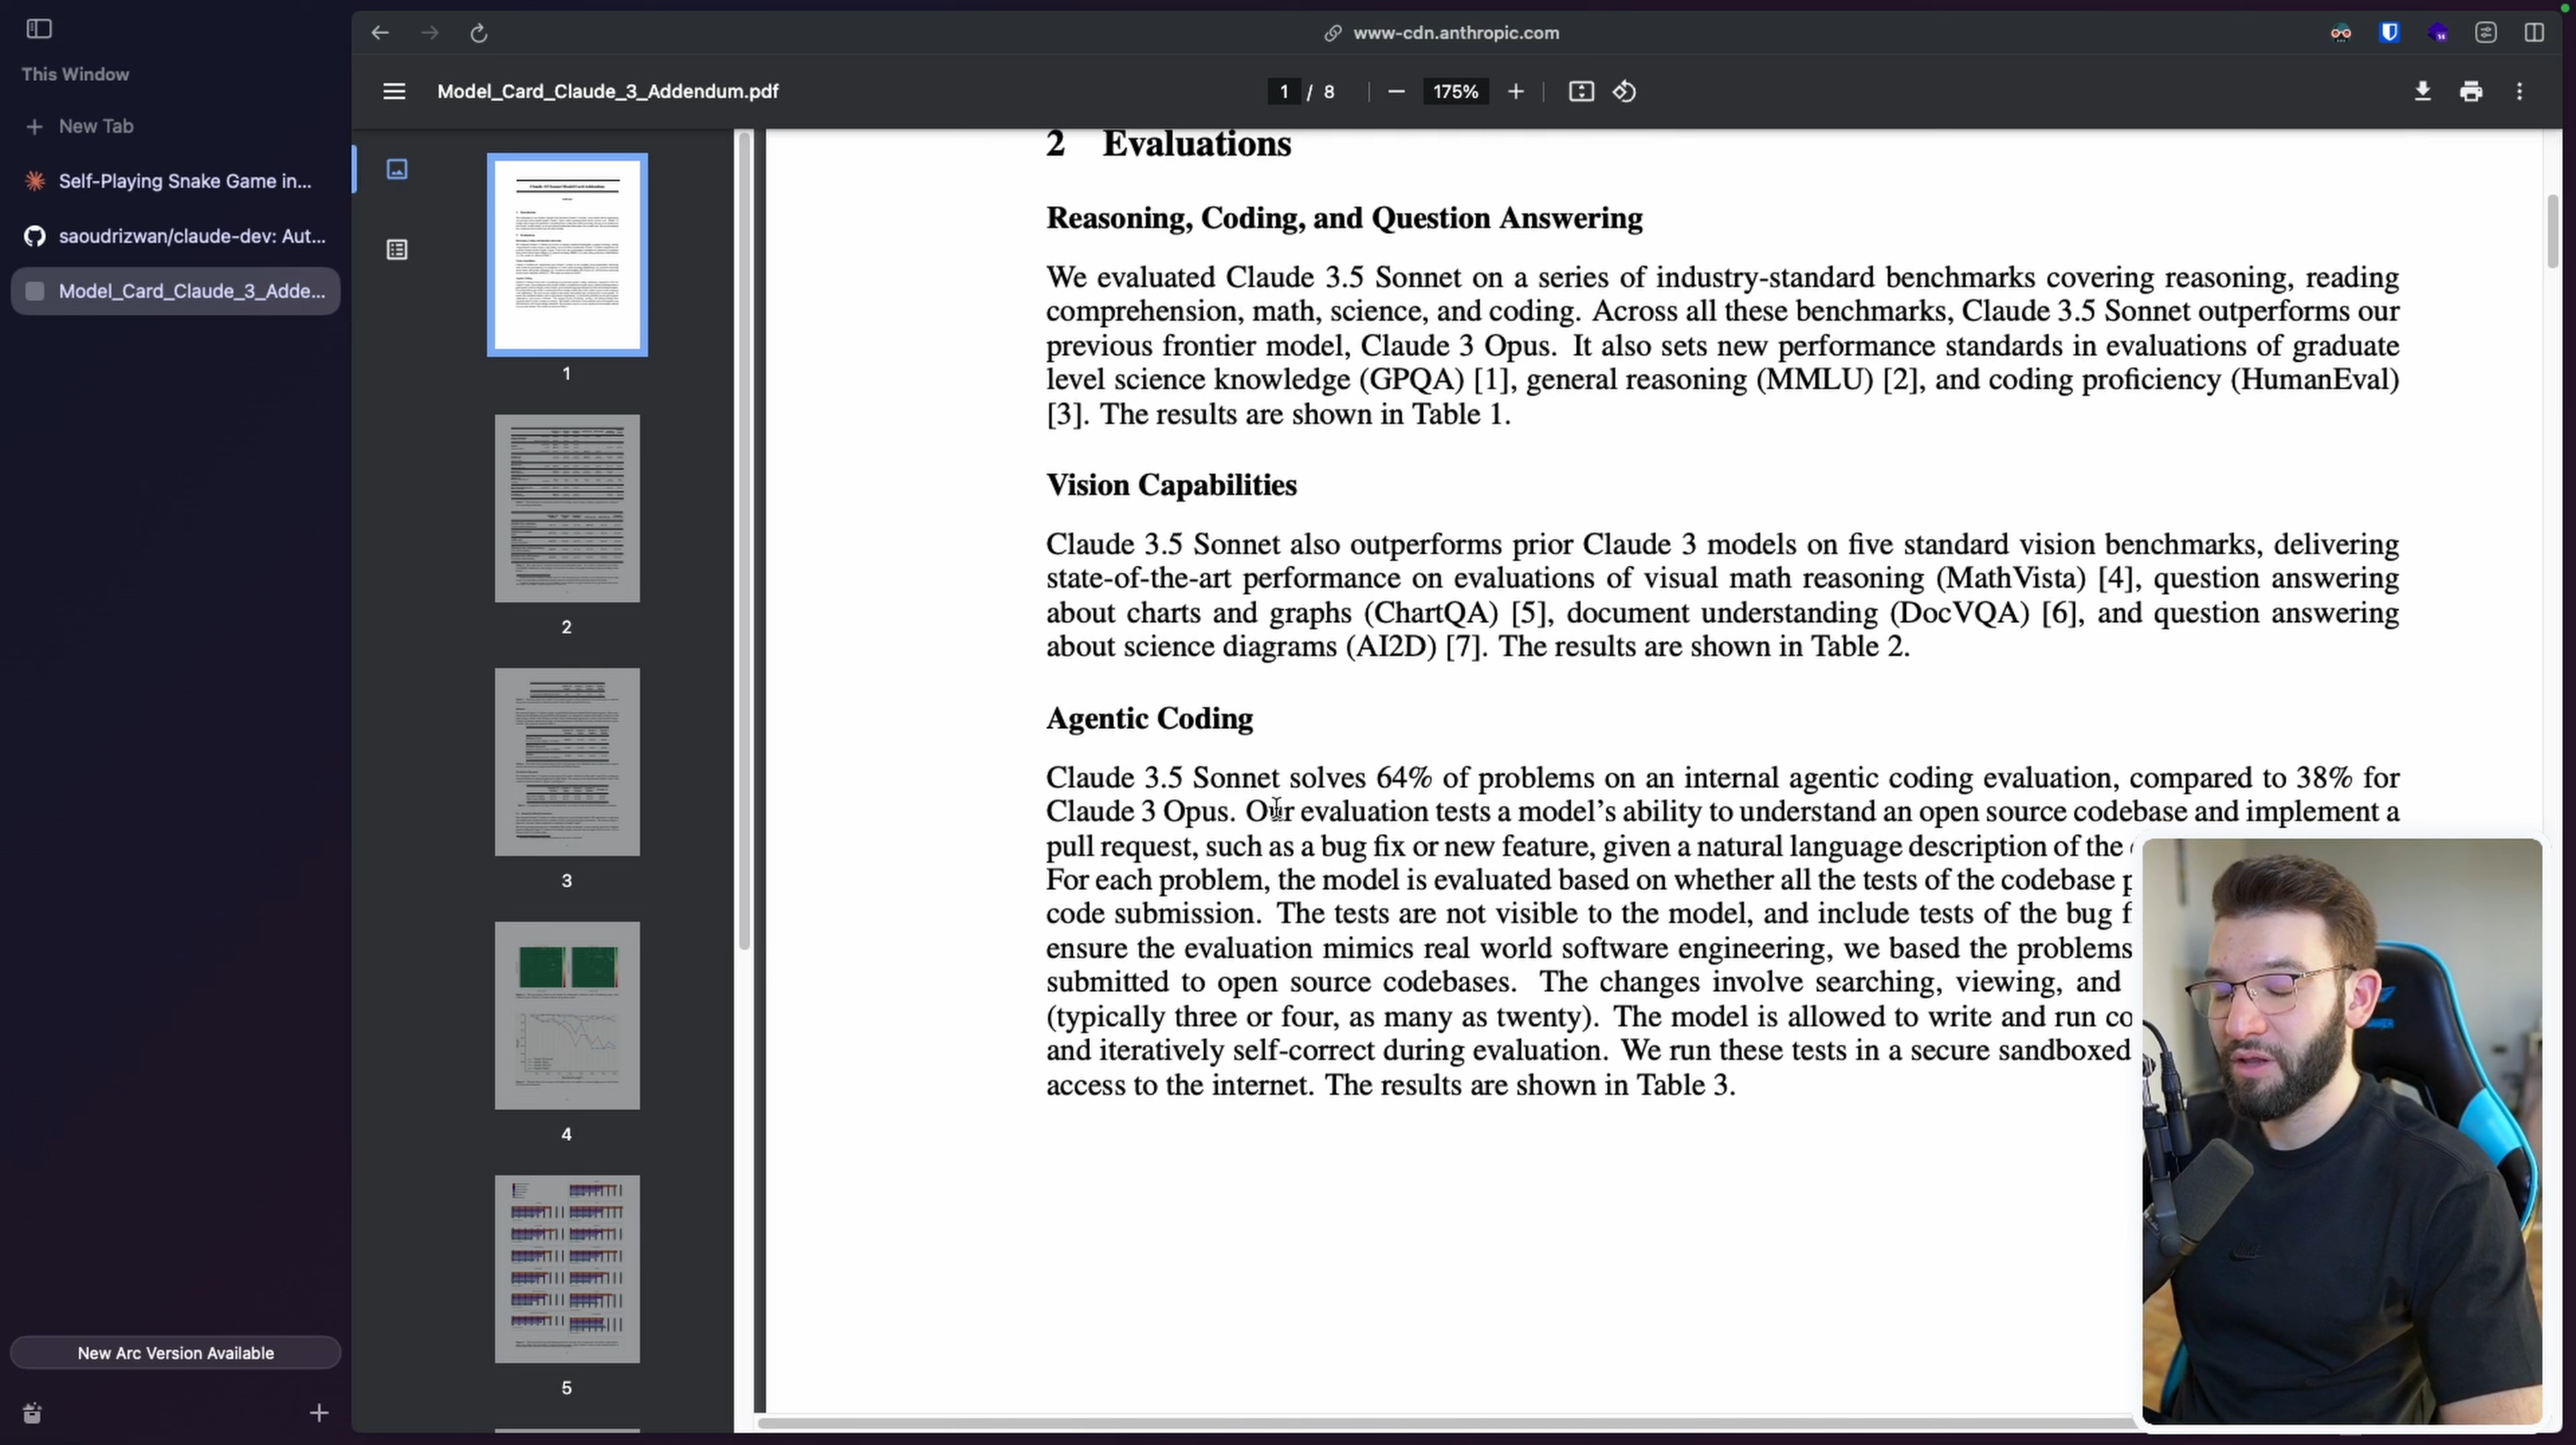 www-cdn.anthropic.com
This Window
New Tab
Self-Playing Snake Game in...
saoudrizwan/claude-dev: Aut...
Model_Card_Claude_3_Adde...
New Arc Version Available
Model_Card_Claude_3_Addendum.pdf
1 / 8
175%
1
2
3
4
5
2 Evaluations
Reasoning, Coding, and Question Answering
We evaluated Claude 3.5 Sonnet on a series of industry-standard benchmarks covering reasoning, reading
comprehension, math, science, and coding. Across all these benchmarks, Claude 3.5 Sonnet outperforms our
previous frontier model, Claude 3 Opus. It also sets new performance standards in evaluations of graduate
level science knowledge (GPQA) [1], general reasoning (MMLU) [2], and coding proficiency (HumanEval)
[3]. The results are shown in Table 1.
Vision Capabilities
Claude 3.5 Sonnet also outperforms prior Claude 3 models on five standard vision benchmarks, delivering
state-of-the-art performance on evaluations of visual math reasoning (MathVista) [4], question answering
about charts and graphs (ChartQA) [5], document understanding (DocVQA) [6], and question answering
about science diagrams (AI2D) [7]. The results are shown in Table 2.
Agentic Coding
Claude 3.5 Sonnet solves 64% of problems on an internal agentic coding evaluation, compared to 38% for
Claude 3 Opus. Our evaluation tests a model's ability to understand an open source codebase and implement a
pull request, such as a bug fix or new feature, given a natural language description of the
For each problem, the model is evaluated based on whether all the tests of the codebase
code submission. The tests are not visible to the model, and include tests of the bug
ensure the evaluation mimics real world software engineering, we based the problems
submitted to open source codebases. The changes involve searching, viewing, and
(typically three or four, as many as twenty). The model is allowed to write and run
and iteratively self-correct during evaluation. We run these tests in a secure sandboxed
access to the internet. The results are shown in Table 3.